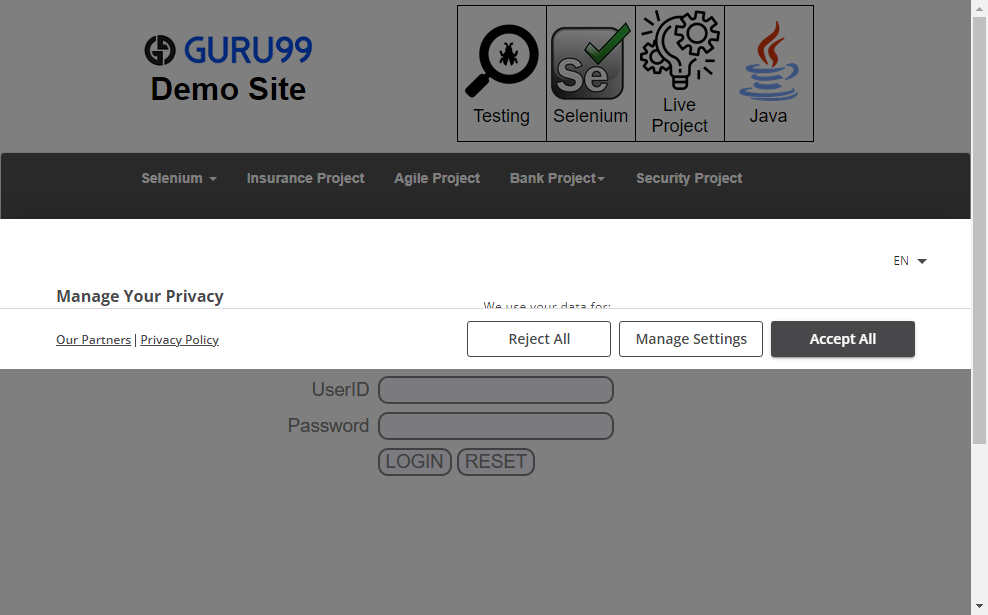 GURU99
Demo Site
Testing
Se
Selenium
Live
Project
Java
Selenium
Insurance Project
Agile Project
Bank Project
Security Project
EN
Manage Your Privacy
We use your data for:
Our Partners | Privacy Policy
Reject All
Manage Settings
Accept All
UserID
Password
LOGIN
RESET